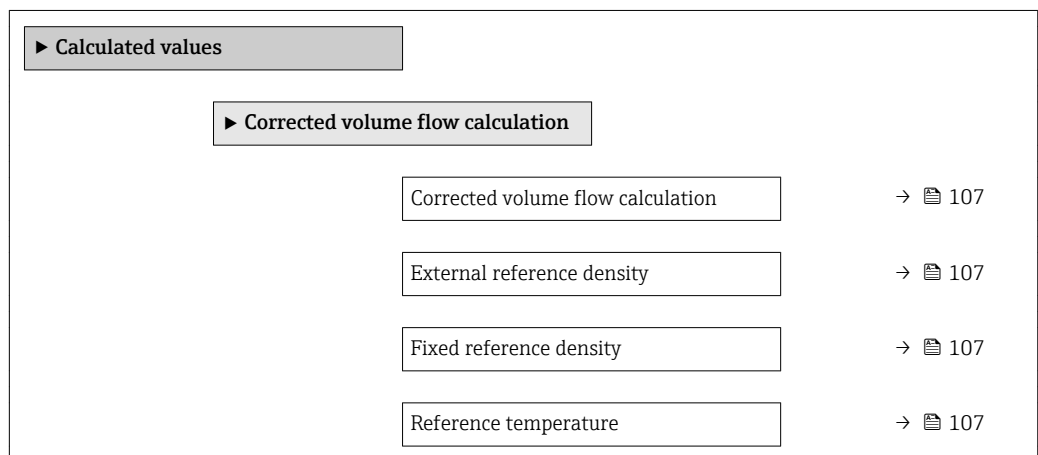 ► Calculated values
► Corrected volume flow calculation
Corrected volume flow calculation → 107
External reference density → 107
Fixed reference density → 107
Reference temperature → 107